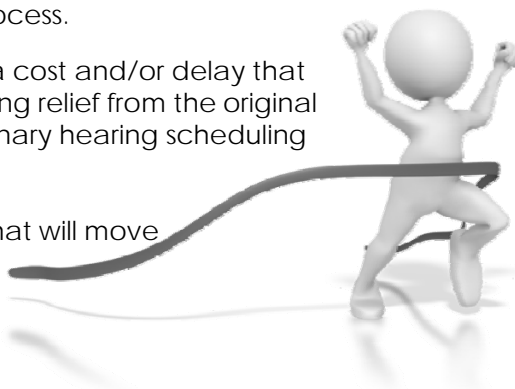 ocess.
a cost and/or delay that
ng relief from the original
nary hearing scheduling
hat will move